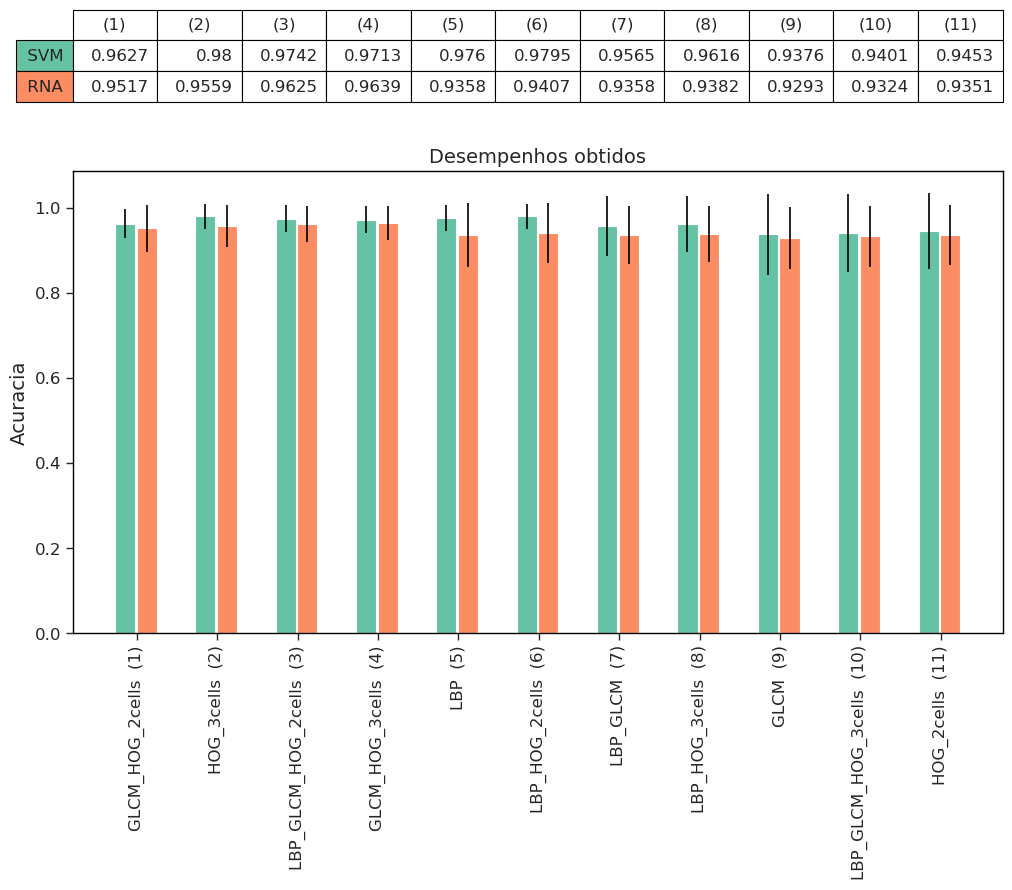 (1) (2) (3) (4) (5) (6) (7) (8) (9) (10) (11)
SVM 0.9627 0.98 0.9742 0.9713 0.976 0.9795 0.9565 0.9616 0.9376 0.9401 0.9453
RNA 0.9517 0.9559 0.9625 0.9639 0.9358 0.9407 0.9358 0.9382 0.9293 0.9324 0.9351
Desempenhos obtidos
Acuracia
1.0
0.8
0.6
0.4
0.2
0.0
GLCM_HOG_2cells (1)
HOG_3cells (2)
LBP_GLCM_HOG_2cells (3)
GLCM_HOG_3cells (4)
LBP (5)
LBP_HOG_2cells (6)
LBP_GLCM (7)
LBP_HOG_3cells (8)
GLCM (9)
LBP_GLCM_HOG_3cells (10)
HOG_2cells (11)